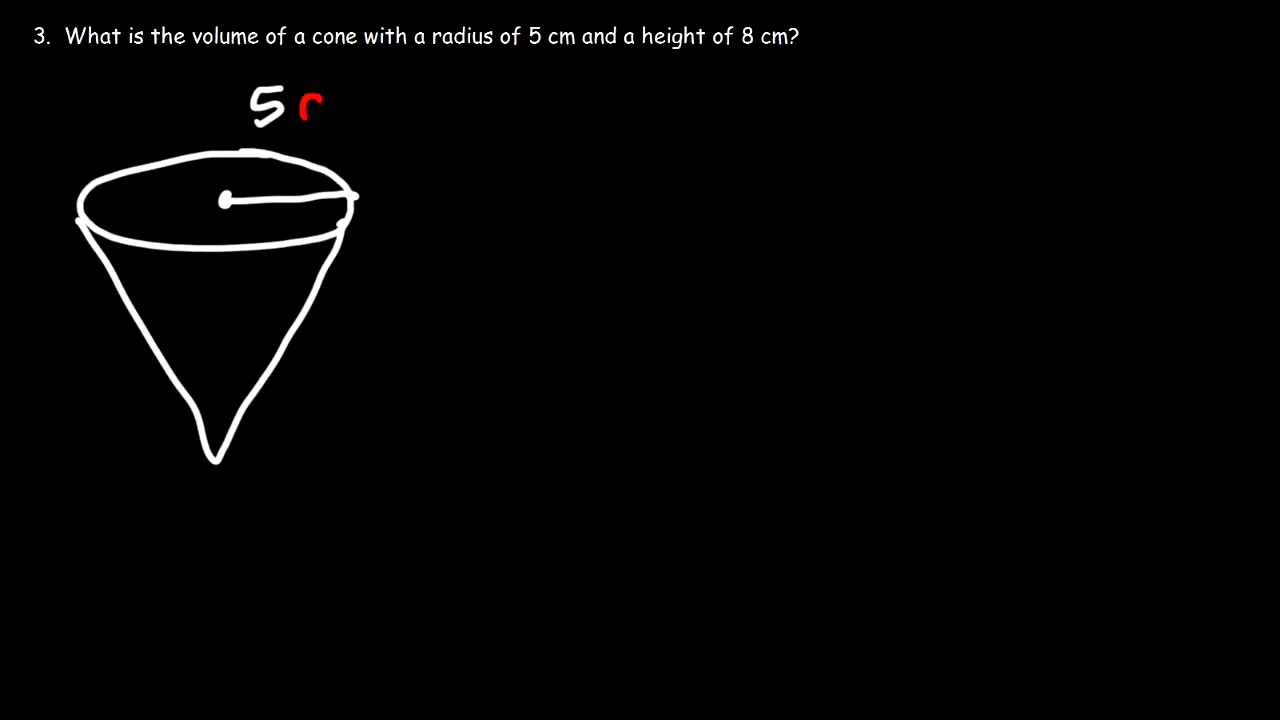 3. What is the volume of a cone with a radius of 5 cm and a height of 8 cm?
5 r